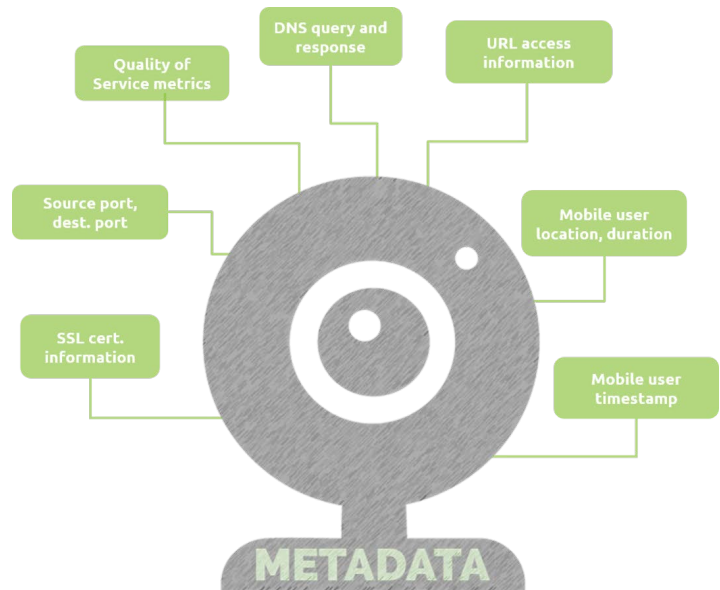 DNS query and
response
URL access
information
Quality of
Service metrics
Source port,
dest. port
Mobile user
location, duration
SSL cert.
information
Mobile user
timestamp
METADATA